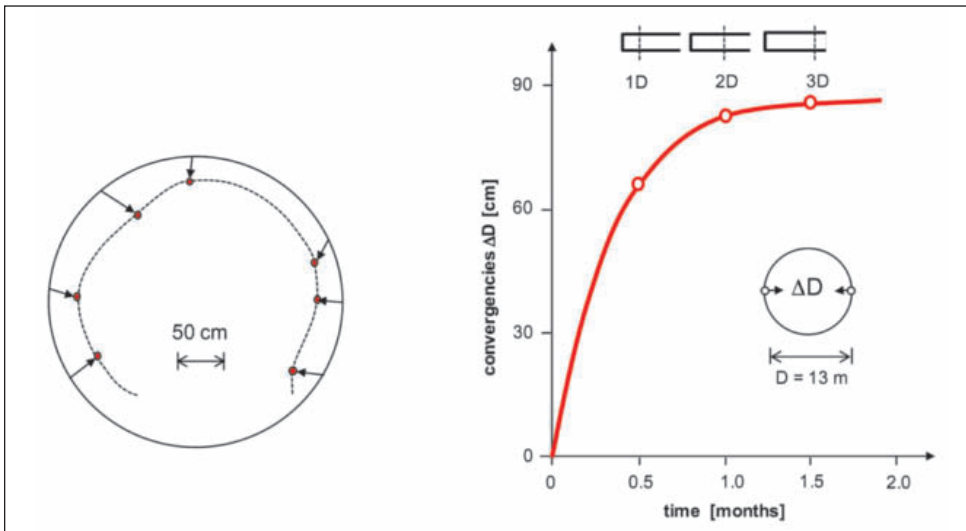 50 cm
1D 2D 3D
90
60
30
0
convergencies ΔD [cm]
ΔD
D = 13 m
0 0.5 1.0 1.5 2.0
time [months]